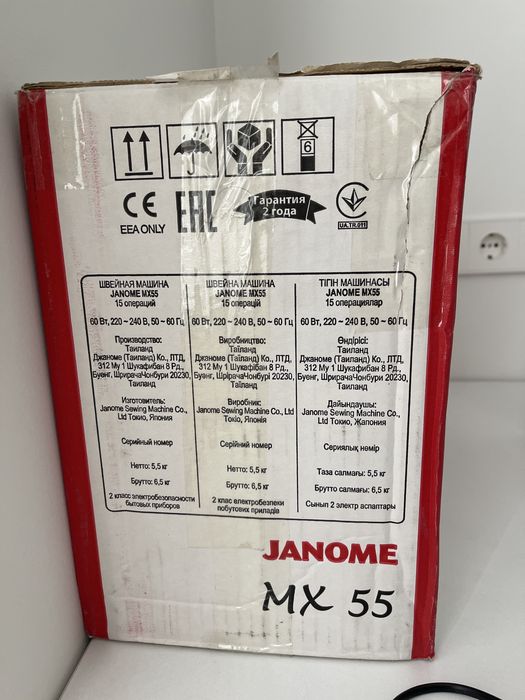 6
CE
EEA ONLY
EAC
Гарантия
2 года
UA.TR.011
ШВЕЙНАЯ МАШИНА
JANOME MX55
15 операций
60 Вт, 220 ~ 240 В, 50 ~ 60 Гц
Производство:
Таиланд
Джаноме (Таиланд) Ко., ЛТД,
312 Му 1 Шукафибан 8 Рд.,
Буенг, ШрирачаЧонбури 20230,
Таиланд
Изготовитель:
Janome Sewing Machine Co.,
Ltd Токио, Япония
Серийный номер
Нетто: 5,5 кг
Брутто: 6,5 кг
2 класс электробезопасности
бытовых приборов
ШВЕЙНА МАШИНА
JANOME MX55
15 операцій
60 Вт, 220 ~ 240 В, 50 ~ 60 Гц
Виробництво:
Таїланд
Джаноме (Таїланд) Ко., ЛТД,
312 Му 1 Шукафібан 8 Рд.,
Буенг, ШрірачаЧонбурі 20230,
Таїланд
Виробник:
Janome Sewing Machine Co., Ltd
Токіо, Японія
Серійний номер
Нетто: 5,5 кг
Брутто: 6,5 кг
2 клас електробезпеки
побутових приладів
ТІГІН МАШИНАСЫ
JANOME MX55
15 операциялар
60 Вт, 220 ~ 240 В, 50 ~ 60 Гц
Өндірісі:
Таиланд
Джаноме (Таиланд) Ко., ЛТД,
312 Му 1 Шукафибан 8 Рд.,
Буенг, ШрирачаЧонбури 20230,
Таиланд
Дайындаушы:
Janome Sewing Machine Co.,
Ltd Токио, Жапония
Сериялық нөмір
Таза салмағы: 5,5 кг
Брутто салмағы: 6,5 кг
Сынып 2 электр аспаптары
JANOME
MX 55